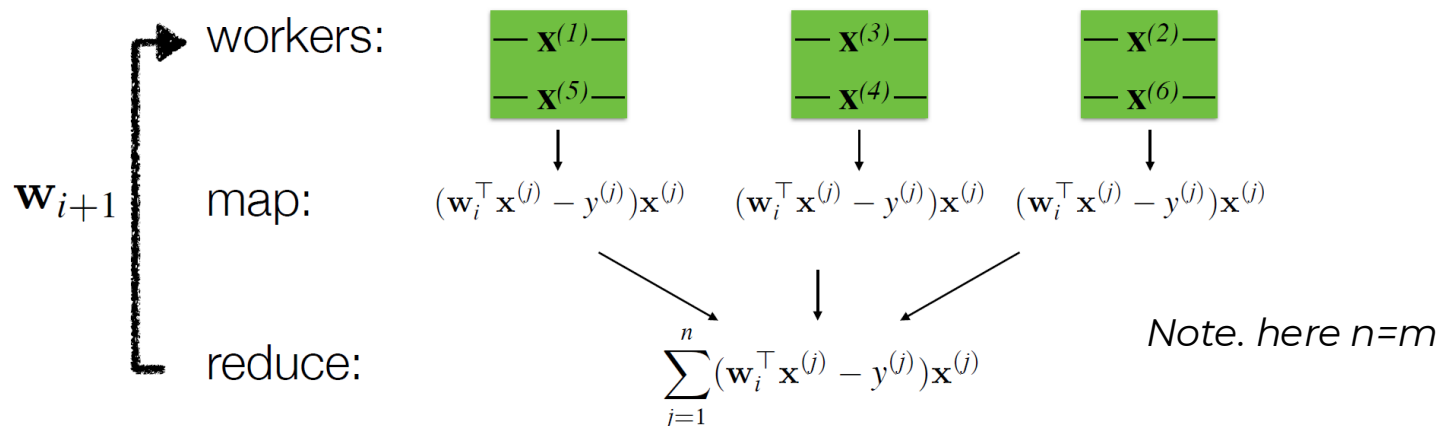 workers: x^(1) x^(3) x^(2)
x^(5) x^(4) x^(6)
w_{i+1} map: (w_i^⊤ x^(j) − y^(j))x^(j) (w_i^⊤ x^(j) − y^(j))x^(j) (w_i^⊤ x^(j) − y^(j))x^(j)
Note. here n=m
reduce: ∑_{j=1}^{n} (w_i^⊤ x^(j) − y^(j))x^(j)